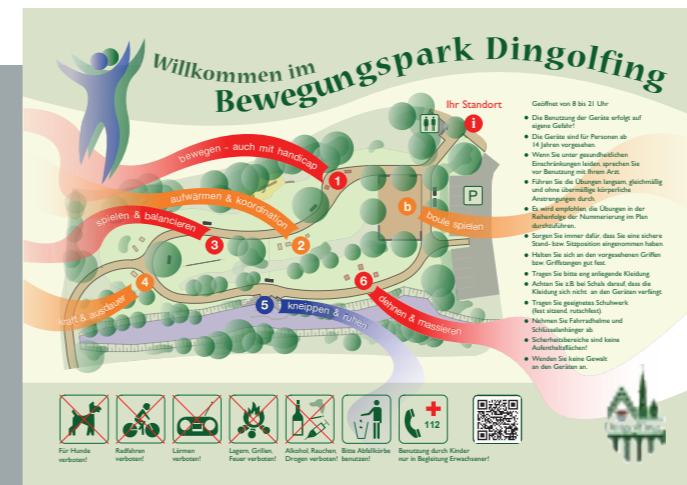 Willkommen im
Bewegungspark Dingolfing
Ihr Standort
i
bewegen - auch mit handicap
1
aufwärmen & koordination
2
spielen & balancieren
3
4
kraft & ausdauer
5
kneippen & ruhen
6
dehnen & massieren
b
boule spielen
P
Geöffnet von 8 bis 21 Uhr
Die Benutzung der Geräte erfolgt auf
eigene Gefahr!
Die Geräte sind für Personen ab
14 Jahren vorgesehen.
Wenn Sie unter gesundheitlichen
Einschränkungen leiden, sprechen Sie
vor Benutzung mit Ihrem Arzt.
Führen Sie die Übungen langsam, gleichmäßig
und ohne übermäßige körperliche
Anstrengungen durch.
Es wird empfohlen, die Übungen in der
Reihenfolge der Nummerierung im Plan
durchzuführen.
Sorgen Sie immer dafür, dass Sie eine sichere
Stand- bzw. Sitzposition eingenommen haben.
Halten Sie sich an den vorgesehenen Griffen
bzw. Griffstangen gut fest.
Tragen Sie bitte eng anliegende Kleidung.
Achten Sie z.B. bei Schals darauf, dass die
Kleidung sich nicht an den Geräten verfängt.
Tragen Sie geeignetes Schuhwerk
(fest sitzend, rutschfest).
Nehmen Sie Fahrradhelme und
Schlüsselanhänger ab.
Sicherheitsbereiche sind keine
Aufenthaltsflächen!
Wenden Sie keine Gewalt
an den Geräten an.
112
Für Hunde
verboten!
Radfahren
verboten!
Lärmen
verboten!
Lagern, Grillen,
Feuer verboten!
Alkohol, Rauchen,
Drogen verboten!
Bitte Abfallkörbe
benutzen!
Benutzung durch Kinder
nur in Begleitung Erwachsener!